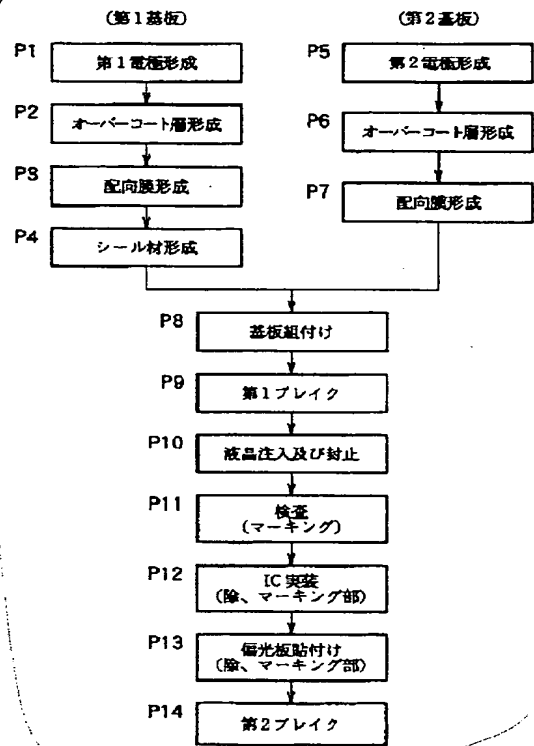 (第1基板)
(第2基板)
P1
第1電極形成
P2
オーバーコート層形成
P3
配向膜形成
P4
シール材形成
P5
第2電極形成
P6
オーバーコート層形成
P7
配向膜形成
P8
基板組付け
P9
第1ブレイク
P10
液晶注入及び封止
P11
検査
(マーキング)
P12
IC実装
(除、マーキング部)
P13
偏光板貼付け
(除、マーキング部)
P14
第2ブレイク